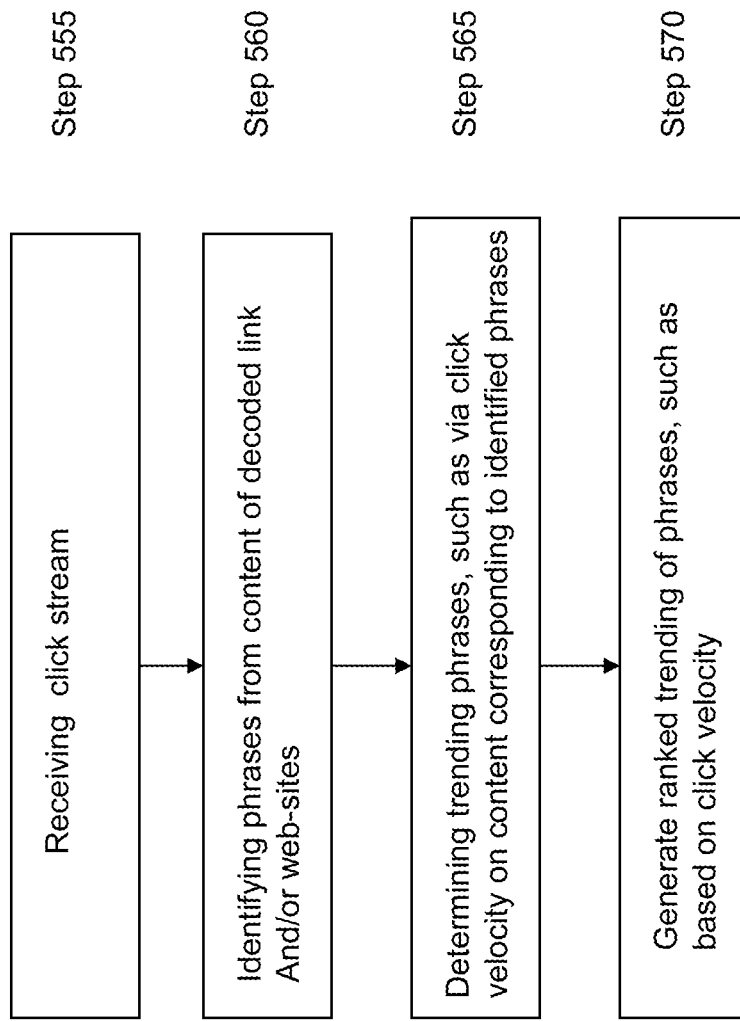 Receiving click stream
Step 555
Identifying phrases from content of decoded link
And/or web-sites
Step 560
Determining trending phrases, such as via click
velocity on content corresponding to identified phrases
Step 565
Generate ranked trending of phrases, such as
based on click velocity
Step 570